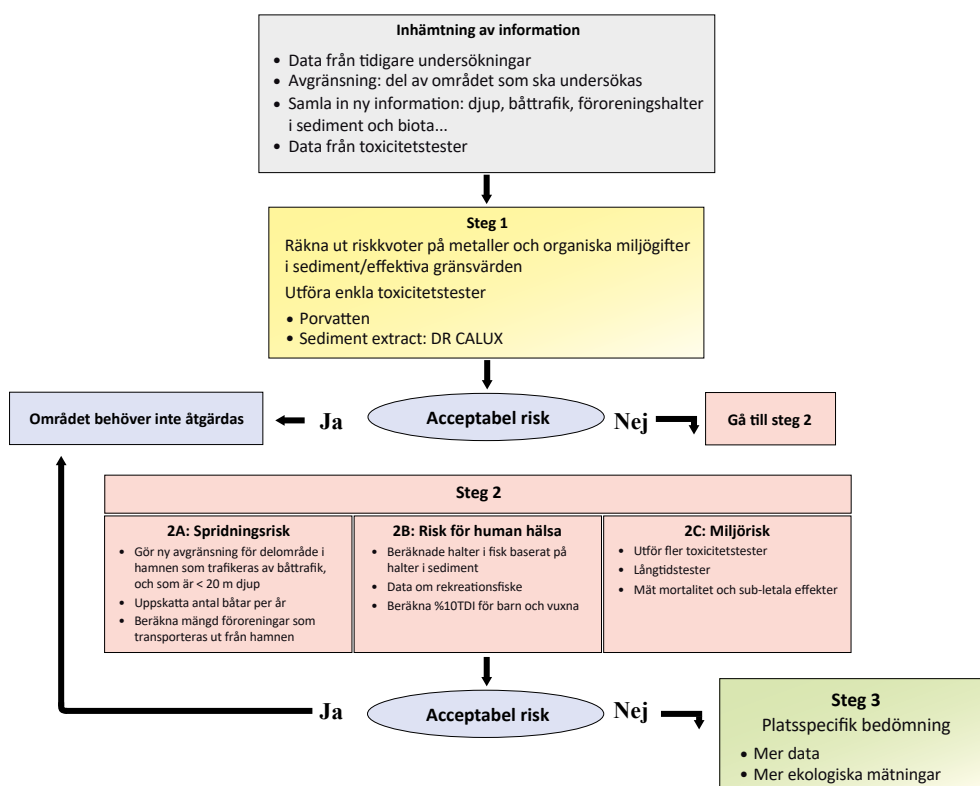 Inhämtning av information
• Data från tidigare undersökningar
• Avgränsning: del av området som ska undersökas
• Samla in ny information: djup, båttrafik, föroreningshalter
i sediment och biota...
• Data från toxicitetstester
Steg 1
Räkna ut riskkvoter på metaller och organiska miljögifter
i sediment/effektiva gränsvärden
Utföra enkla toxicitetstester
• Porvatten
• Sediment extract: DR CALUX
Området behöver inte åtgärdas
Ja
Acceptabel risk
Nej
Gå till steg 2
Steg 2
2A: Spridningsrisk
• Gör ny avgränsning för delområde i
hamnen som trafikeras av båttrafik,
och som är < 20 m djup
• Uppskatta antal båtar per år
• Beräkna mängd föroreningar som
transporteras ut från hamnen
2B: Risk för human hälsa
• Beräknade halter i fisk baserat på
halter i sediment
• Data om rekreationsfiske
• Beräkna %10TDI för barn och vuxna
2C: Miljörisk
• Utför fler toxicitetstester
• Långtidstester
• Mät mortalitet och sub-letala effekter
Ja
Acceptabel risk
Nej
Steg 3
Platsspecifik bedömning
• Mer data
• Mer ekologiska mätningar